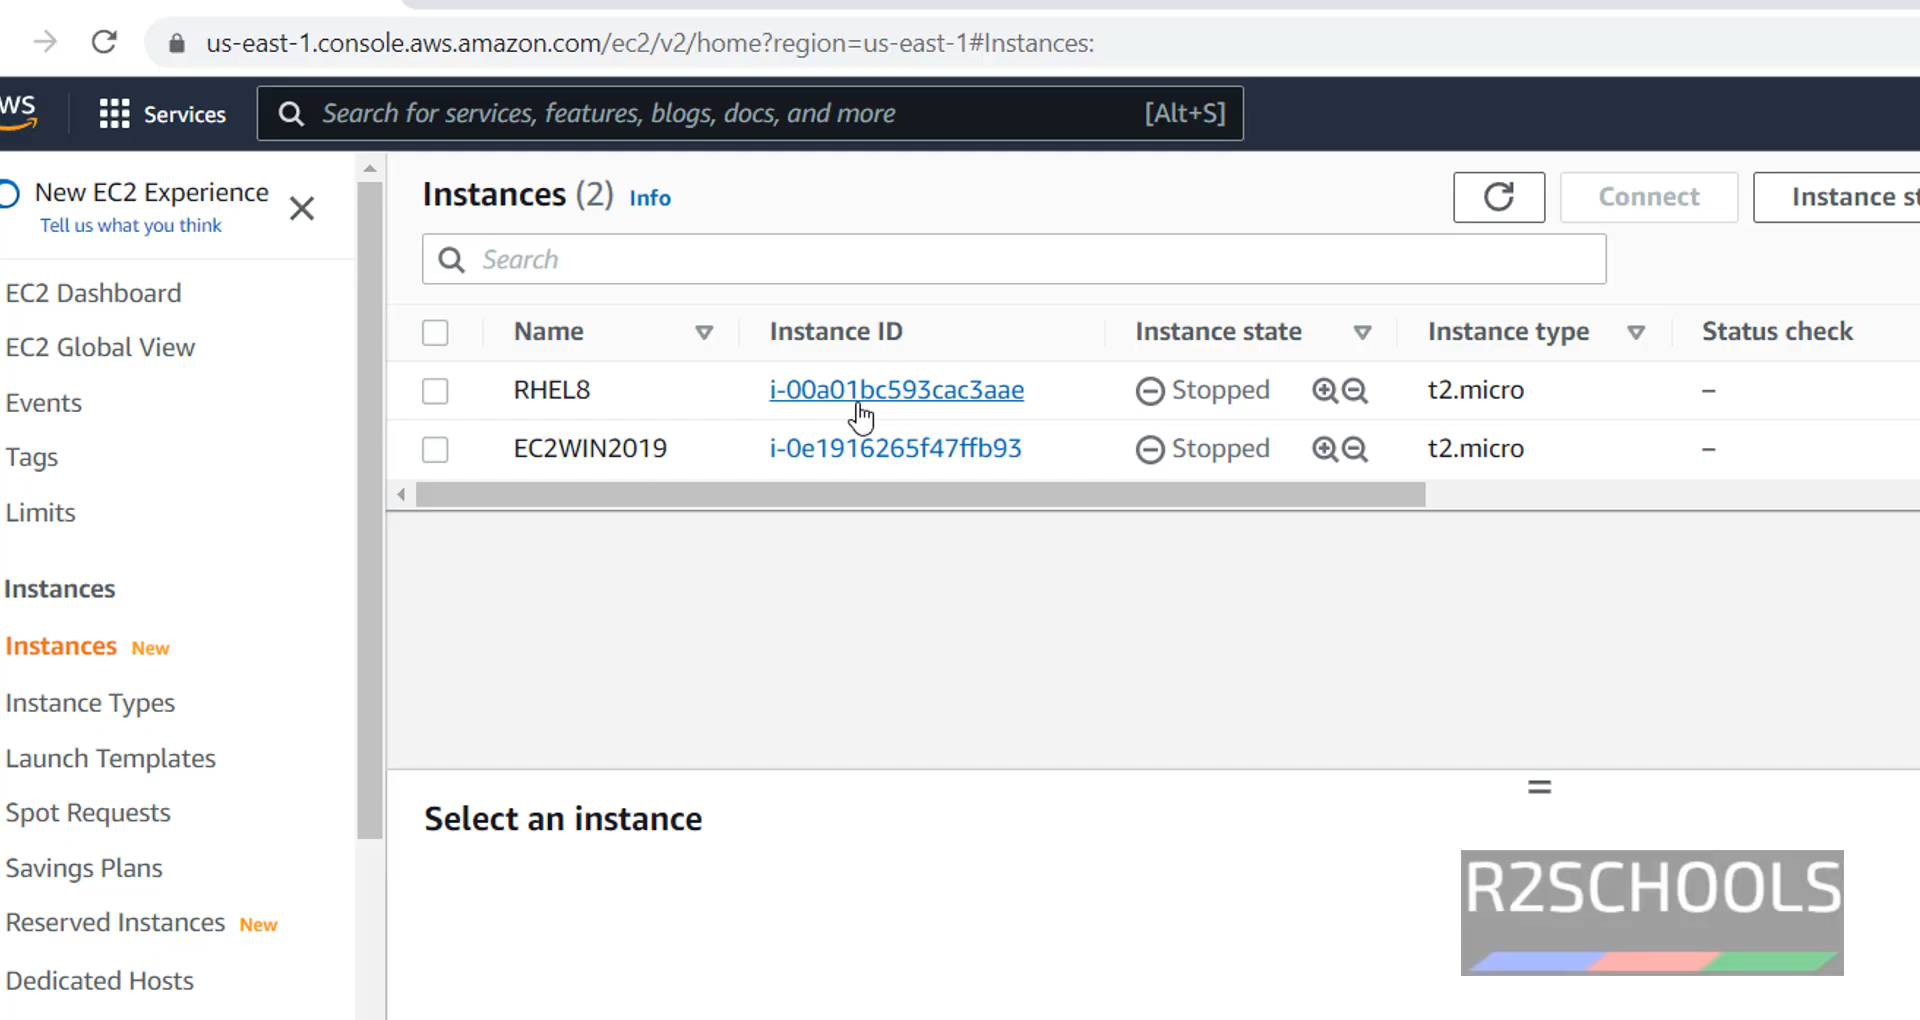 us-east-1.console.aws.amazon.com/ec2/v2/home?region=us-east-1#Instances:
Services
Search for services, features, blogs, docs, and more
[Alt+S]
New EC2 Experience
Tell us what you think
EC2 Dashboard
EC2 Global View
Events
Tags
Limits
Instances
Instances New
Instance Types
Launch Templates
Spot Requests
Savings Plans
Reserved Instances New
Dedicated Hosts
Instances (2) Info
Connect
Instance st
Search
Name Instance ID Instance state Instance type Status check
RHEL8 i-00a01bc593cac3aae Stopped t2.micro –
EC2WIN2019 i-0e1916265f47ffb93 Stopped t2.micro –
Select an instance
R2SCHOOLS